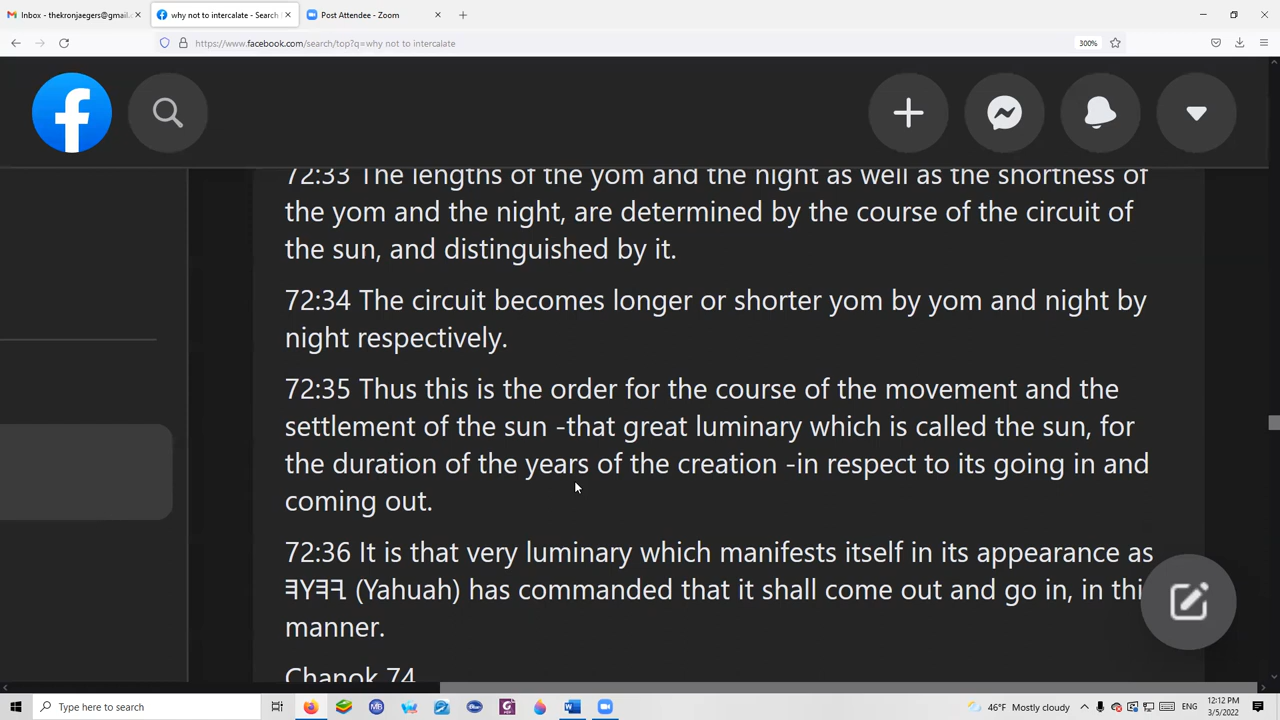 Inbox - thekronjaegers@gmail.c
why not to intercalate - Search
Post Attendee - Zoom
https://www.facebook.com/search/top?q=why not to intercalate
300%
72:33 The lengths of the yom and the night as well as the shortness of
the yom and the night, are determined by the course of the circuit of
the sun, and distinguished by it.
72:34 The circuit becomes longer or shorter yom by yom and night by
night respectively.
72:35 Thus this is the order for the course of the movement and the
settlement of the sun -that great luminary which is called the sun, for
the duration of the years of the creation -in respect to its going in and
coming out.
72:36 It is that very luminary which manifests itself in its appearance as
(Yahuah) has commanded that it shall come out and go in, in thi
manner.
Chanok 74
Type here to search
46°F Mostly cloudy
ENG
12:12 PM
3/5/2022